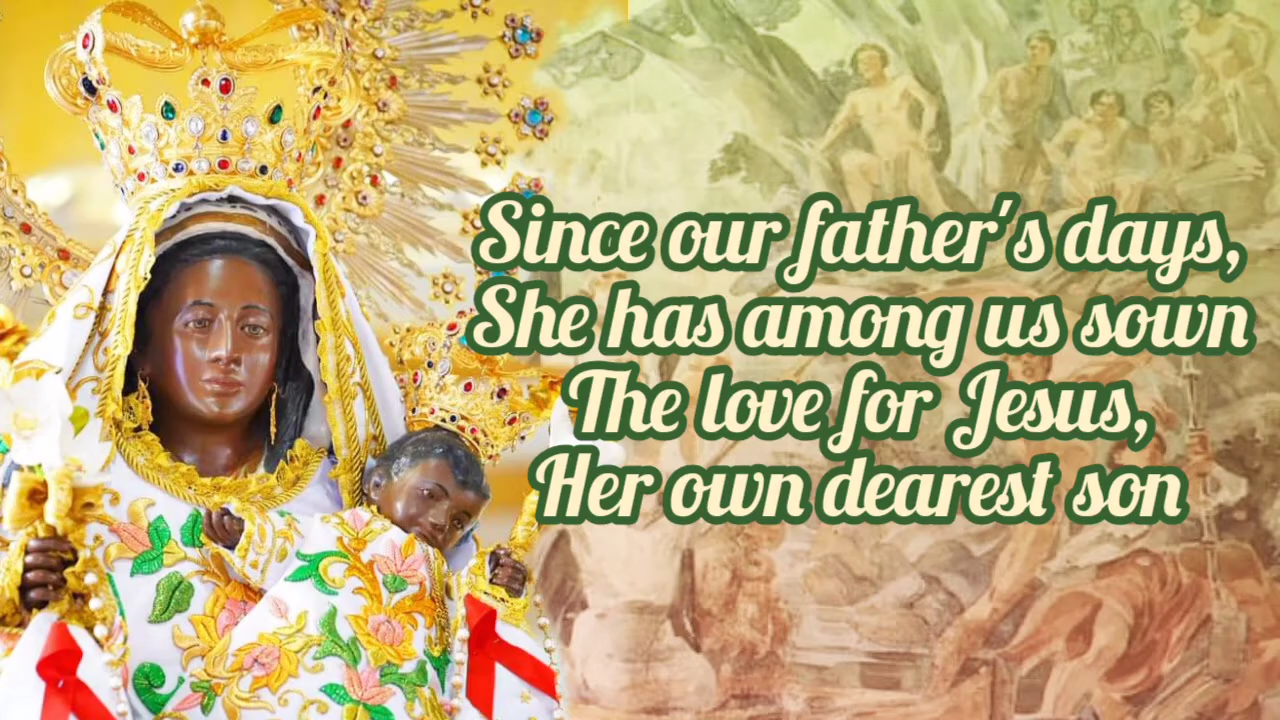 Since our father's days,
She has among us sown
The love for Jesus,
Her own dearest son